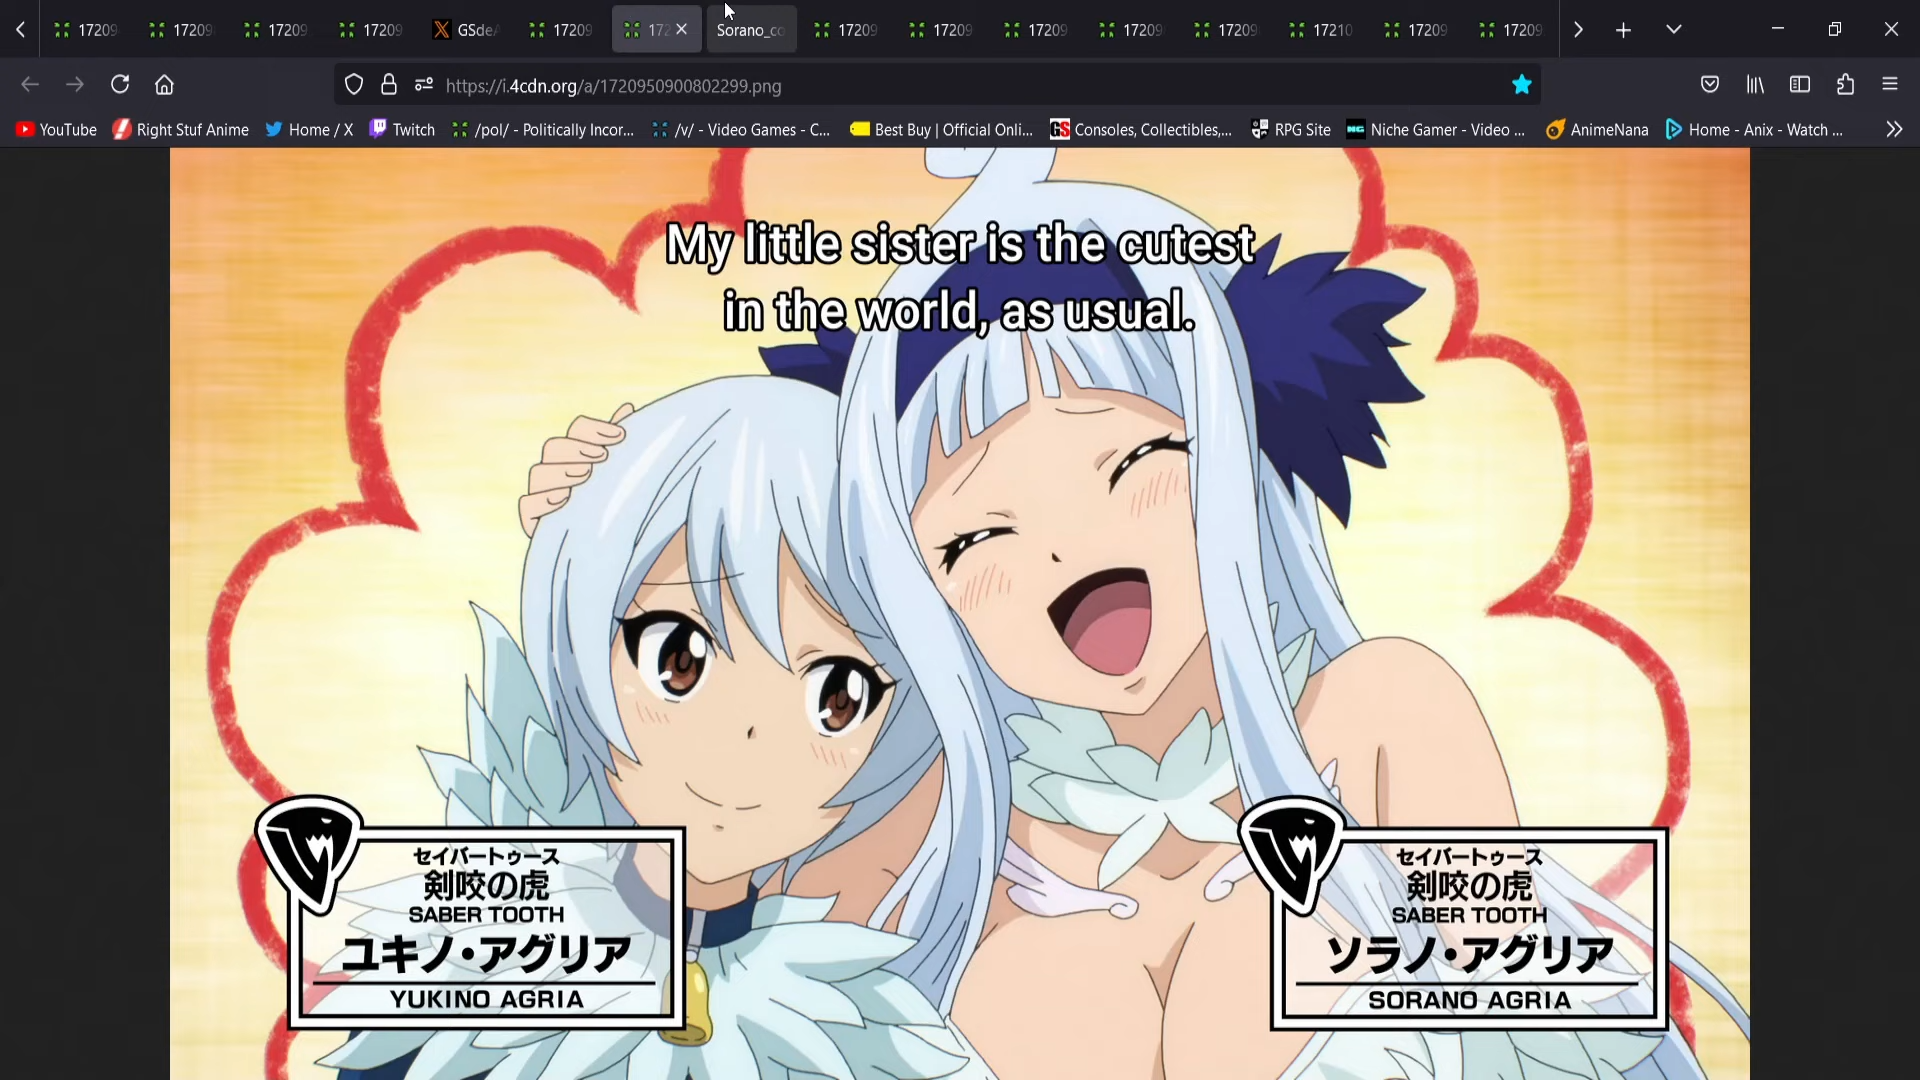 17209
17209
17209
17209
GSdeA
17209
172
Sorano_co
17209
17209
17209
17209
17209
17210
17209
17209
https://i.4cdn.org/a/1720950900802299.png
YouTube
Right Stuf Anime
Home / X
Twitch
/pol/ - Politically Incor...
/v/ - Video Games - C...
Best Buy | Official Onli...
Consoles, Collectibles,...
RPG Site
Niche Gamer - Video ...
AnimeNana
Home - Anix - Watch ...
My little sister is the cutest
in the world, as usual.
セイバートゥース
剣咬の虎
SABER TOOTH
ユキノ・アグリア
YUKINO AGRIA
セイバートゥース
剣咬の虎
SABER TOOTH
ソラノ・アグリア
SORANO AGRIA